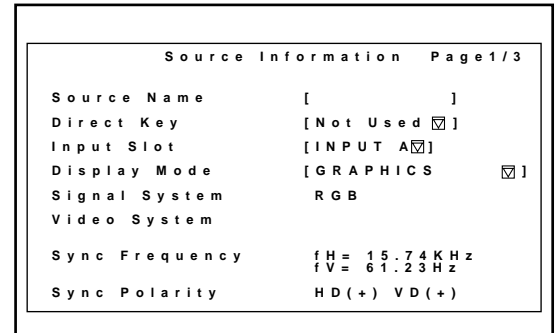 Source Information Page1/3
Source Name [ ]
Direct Key [Not Used ▽]
Input Slot [INPUT A▽]
Display Mode [GRAPHICS ▽]
Signal System RGB
Video System
Sync Frequency fH= 15.74KHz
fV= 61.23Hz
Sync Polarity HD(+) VD(+)